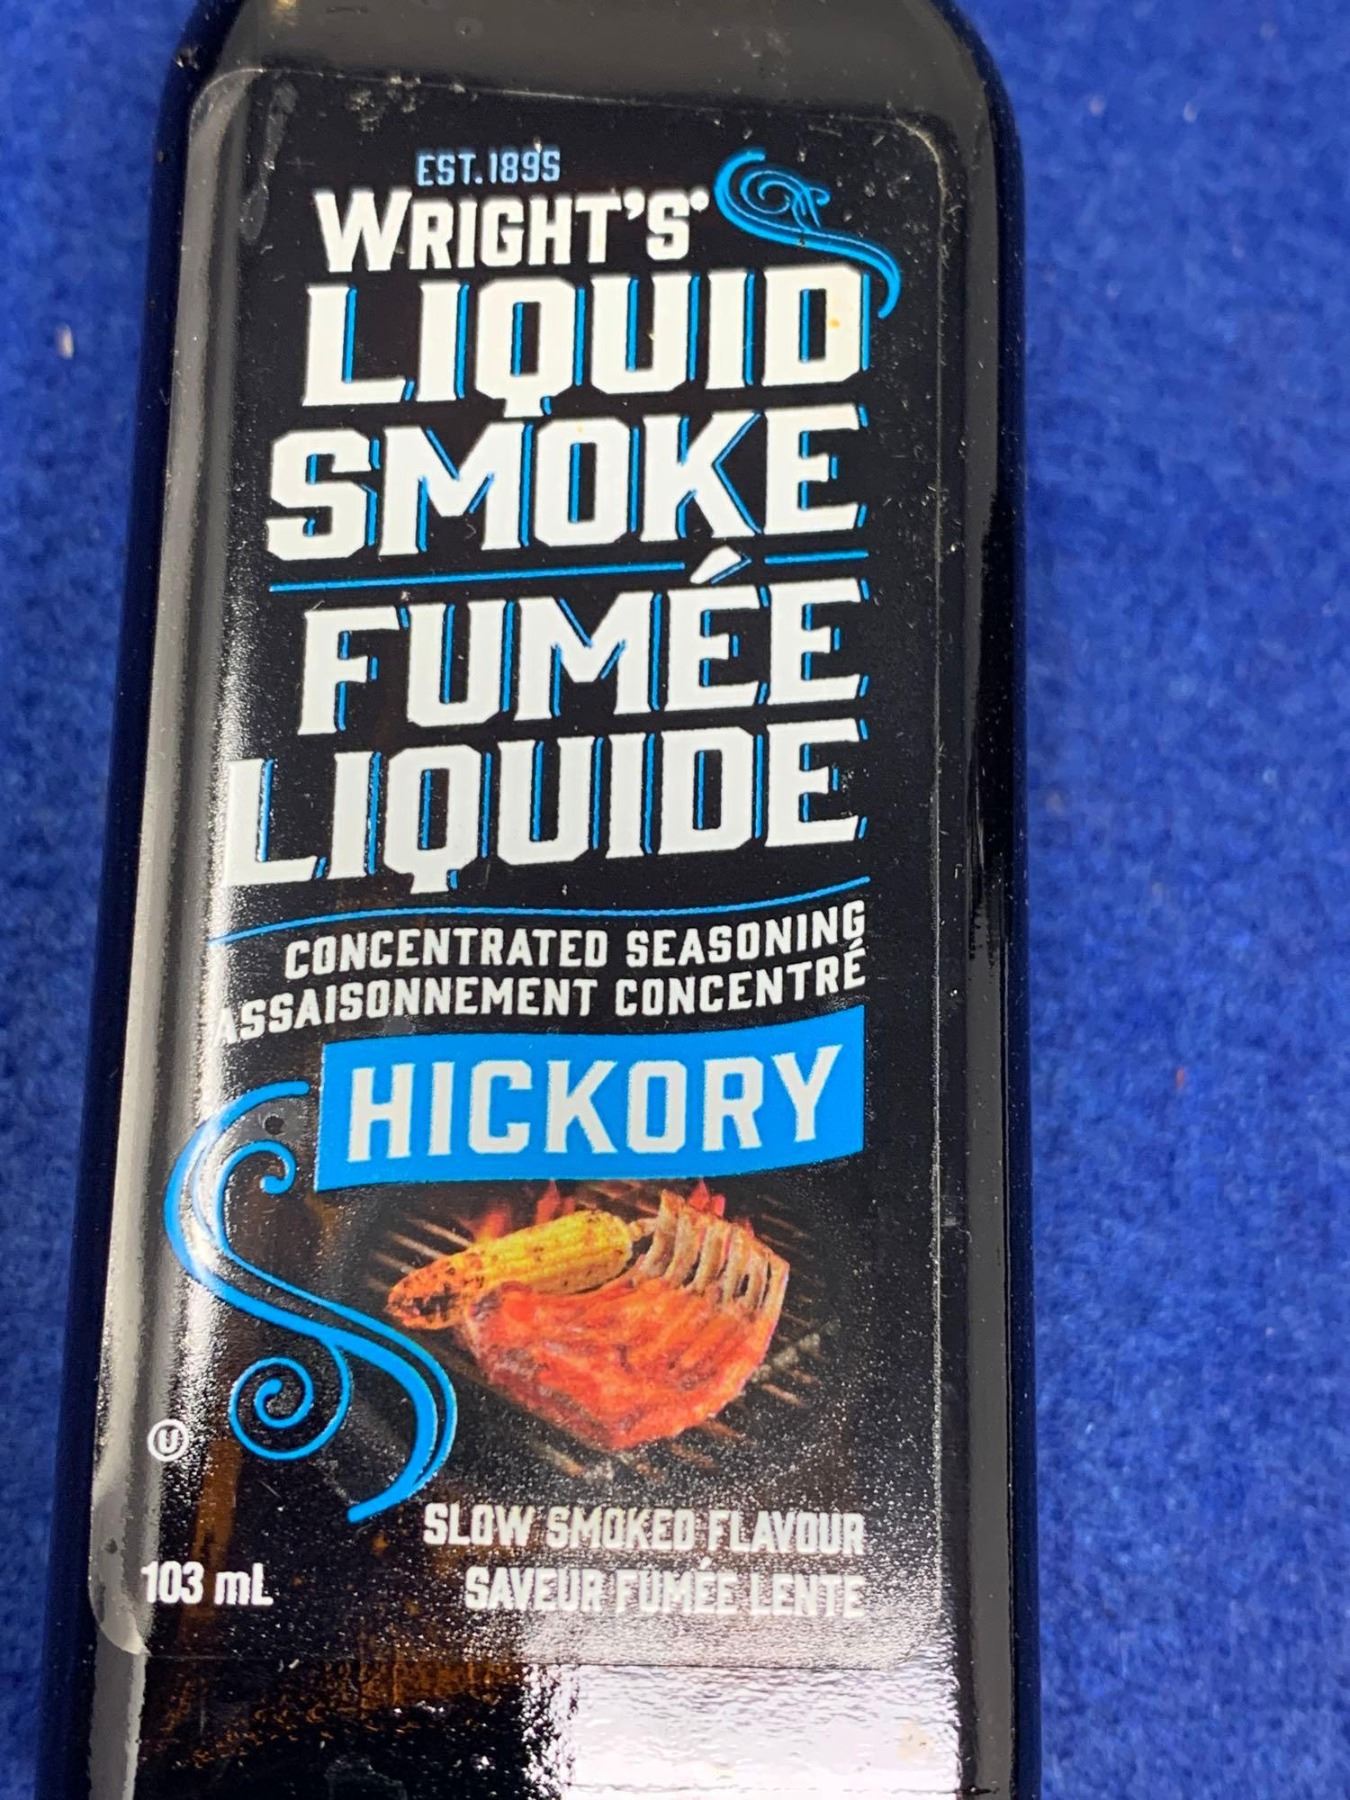 EST.1895
WRIGHT'S®
LIQUID
SMOKE
FUMÉE
LIQUIDE
CONCENTRATED SEASONING
ASSAISONNEMENT CONCENTRÉ
HICKORY
U
SLOW SMOKED FLAVOUR
103 mL SAVEUR FUMÉE LENTE